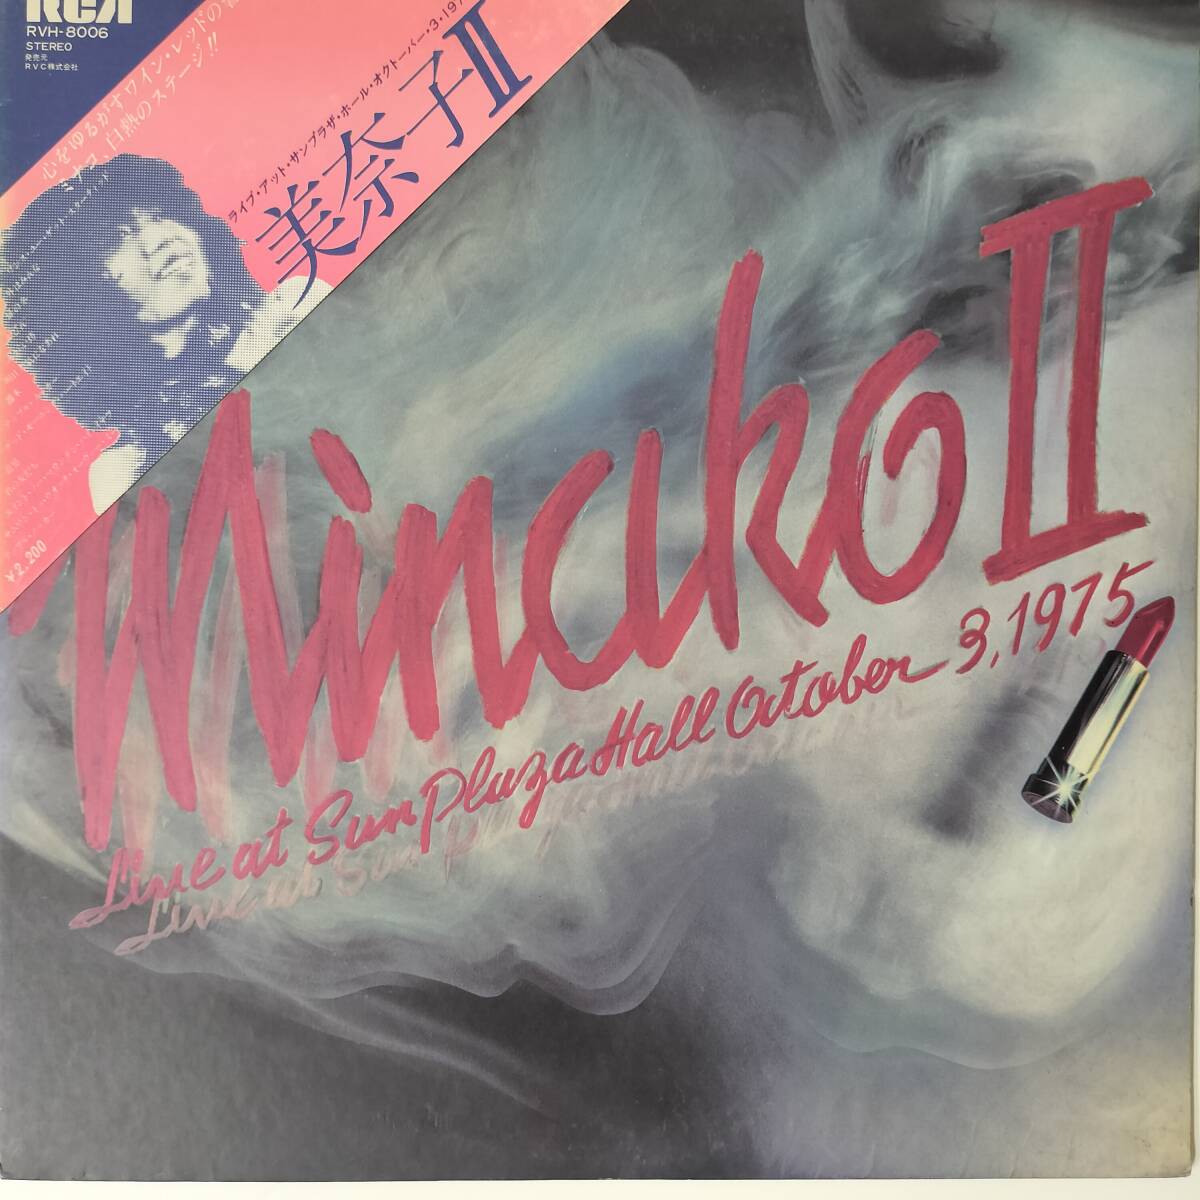 RCA
RVH-8006
STEREO
発売元
RVC株式会社
心をゆるがすワイン・レッドの
ミナコ、白熱のステージ!!
ライブ・アット・サンプラザ・ホール・オクトーバー・3・197
美奈子II
¥2,200
Minako II
Live at Sun Plaza Hall October 3, 1975